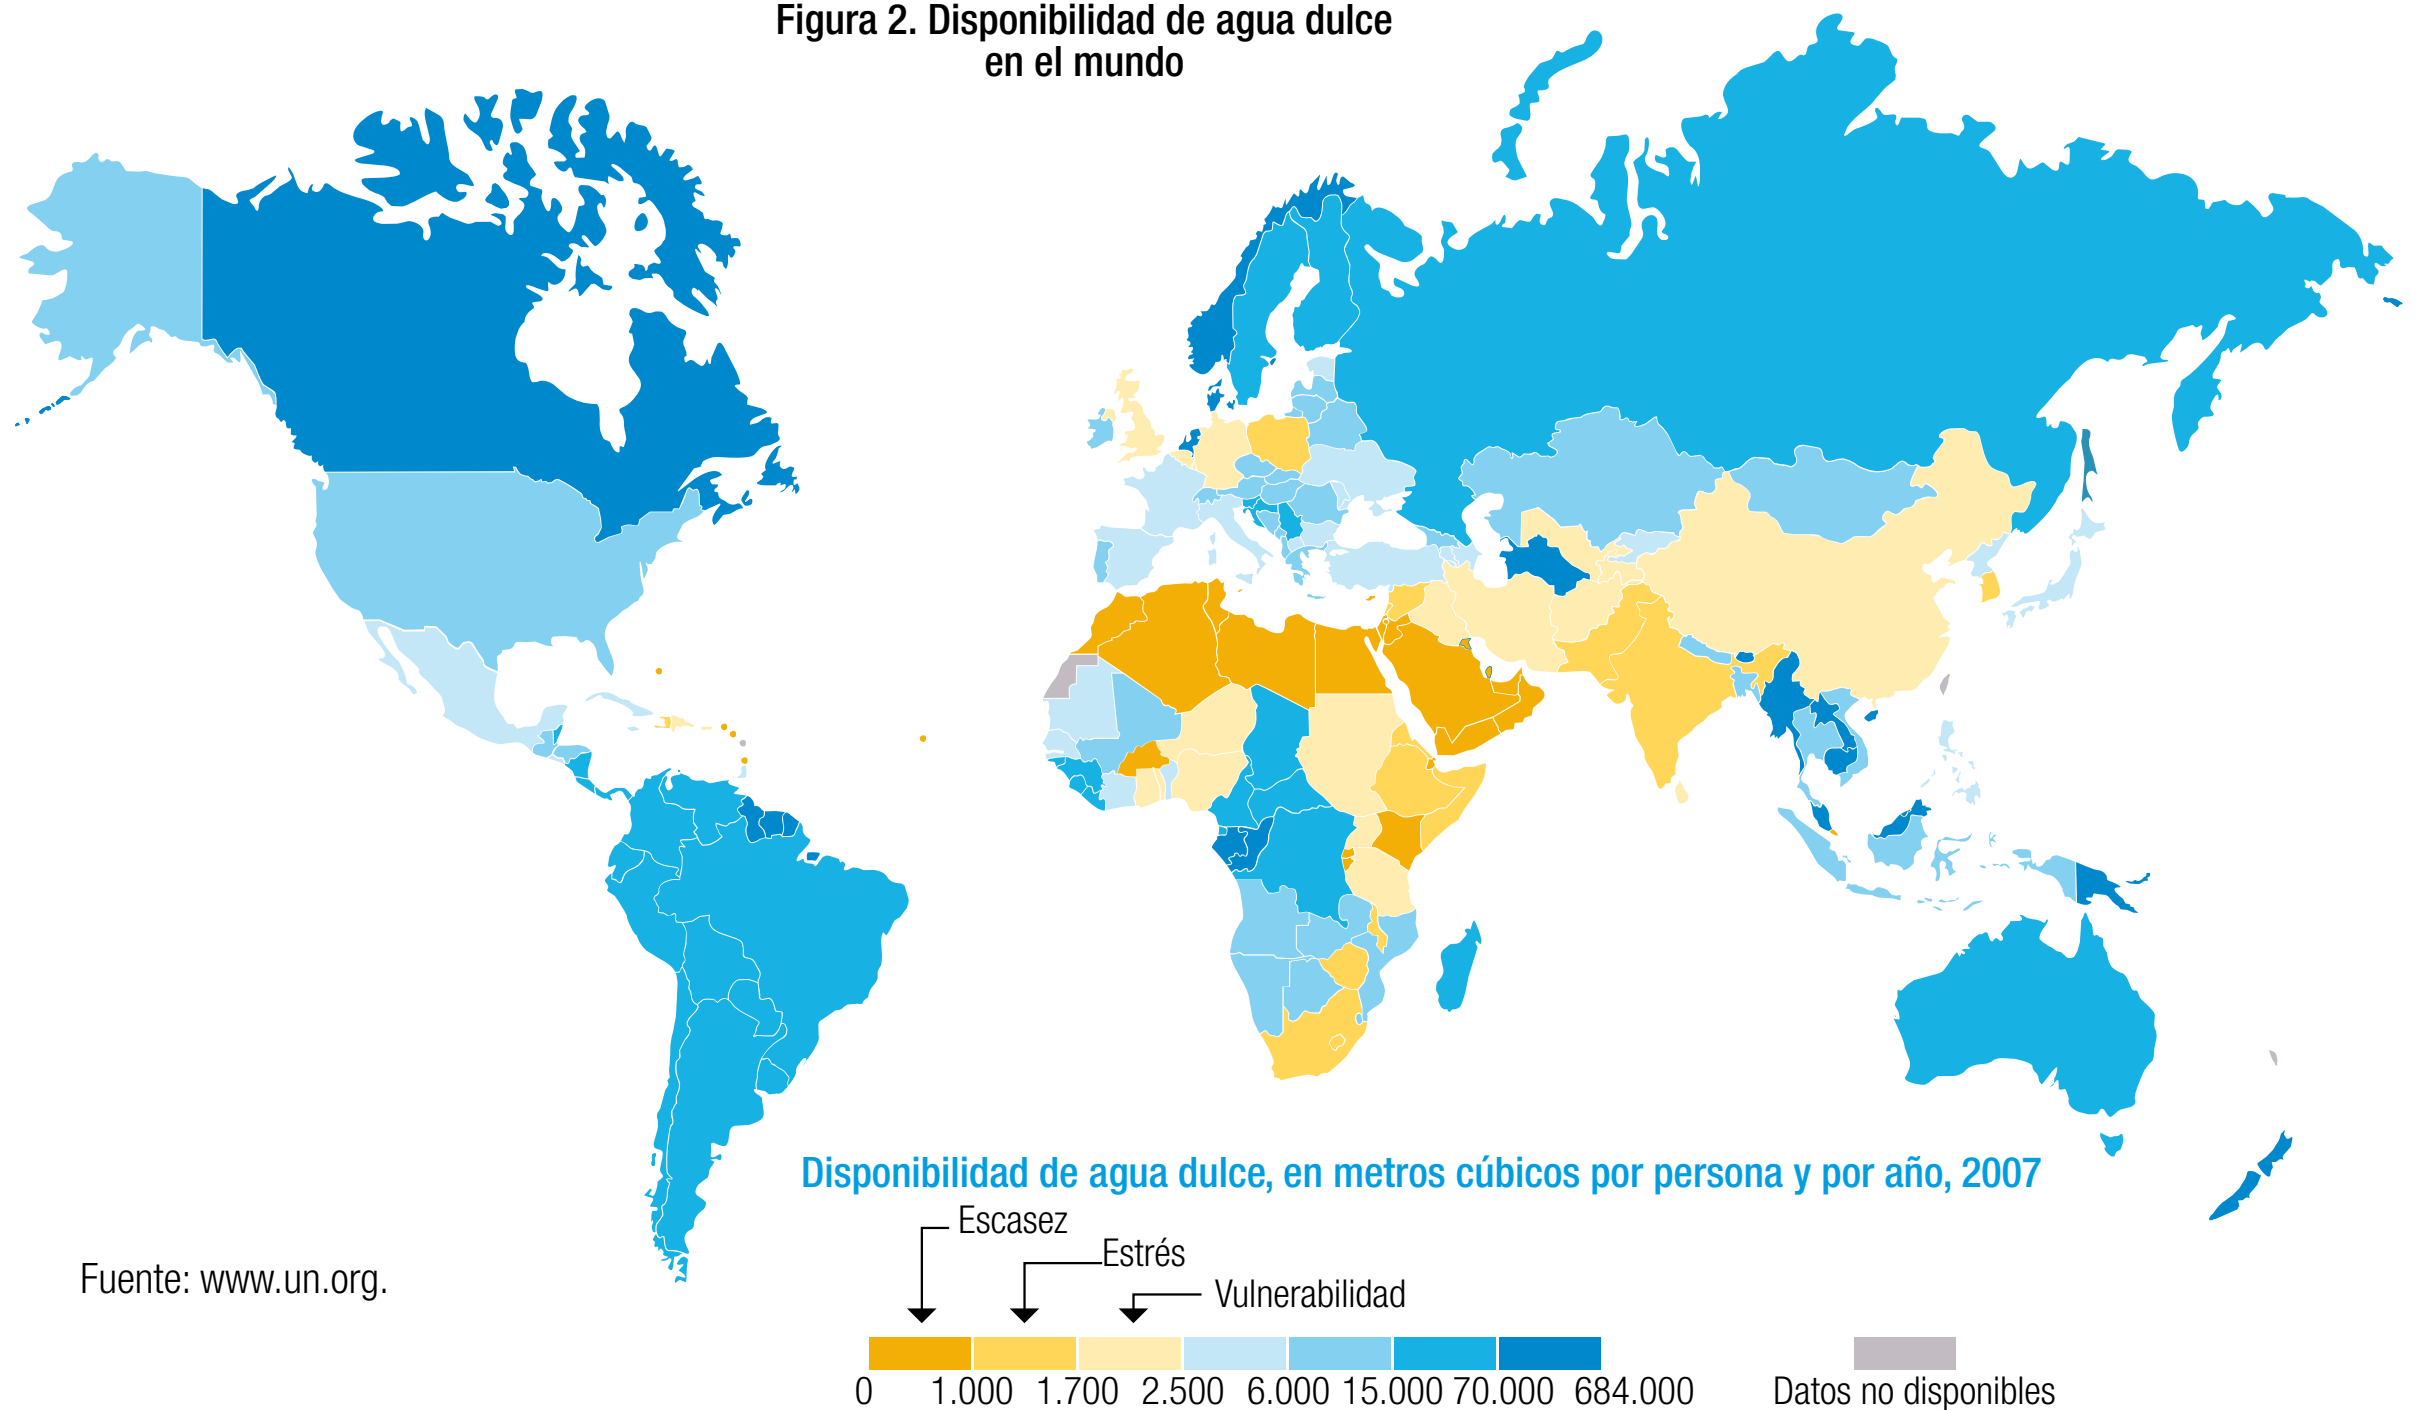 Figura 2. Disponibilidad de agua dulce
en el mundo
Disponibilidad de agua dulce, en metros cúbicos por persona y por año, 2007
Escasez
Estrés
Vulnerabilidad
Fuente: www.un.org.
0 1.000 1.700 2.500 6.000 15.000 70.000 684.000 Datos no disponibles